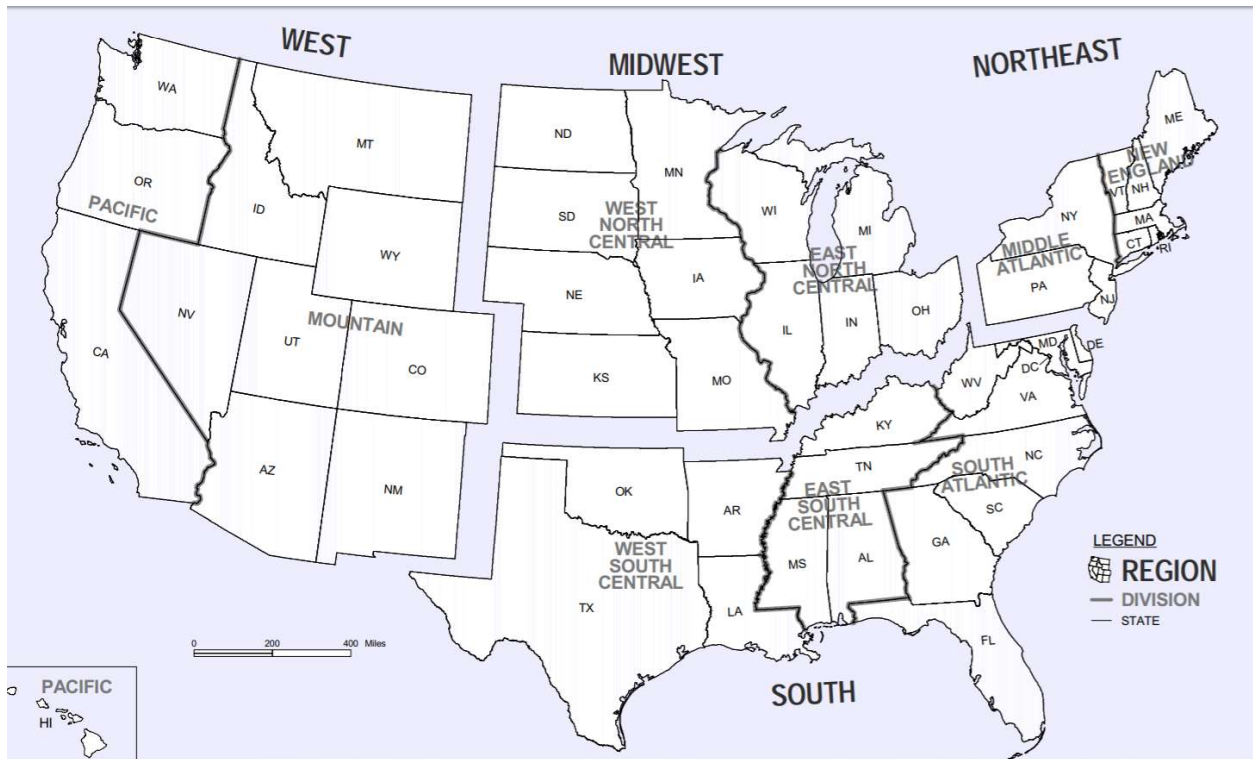 WEST
MIDWEST
NORTHEAST
WA
MT
ND
MN
ME
OR
PACIFIC
ID
SD
WEST
NORTH
CENTRAL
WI
MI
NEW
ENGLAND
VT
NH
NY
MA
CT
RI
WY
NE
IA
EAST
NORTH
CENTRAL
MIDDLE
ATLANTIC
PA
NJ
NV
MOUNTAIN
UT
CA
CO
KS
MO
IL
IN
OH
MD
DE
DC
WV
VA
KY
AZ
NM
OK
AR
TN
NC
EAST
SOUTH
CENTRAL
SOUTH
ATLANTIC
SC
WEST
SOUTH
CENTRAL
TX
LA
MS
AL
GA
FL
LEGEND
REGION
DIVISION
STATE
0 200 400 Miles
PACIFIC
HI
SOUTH